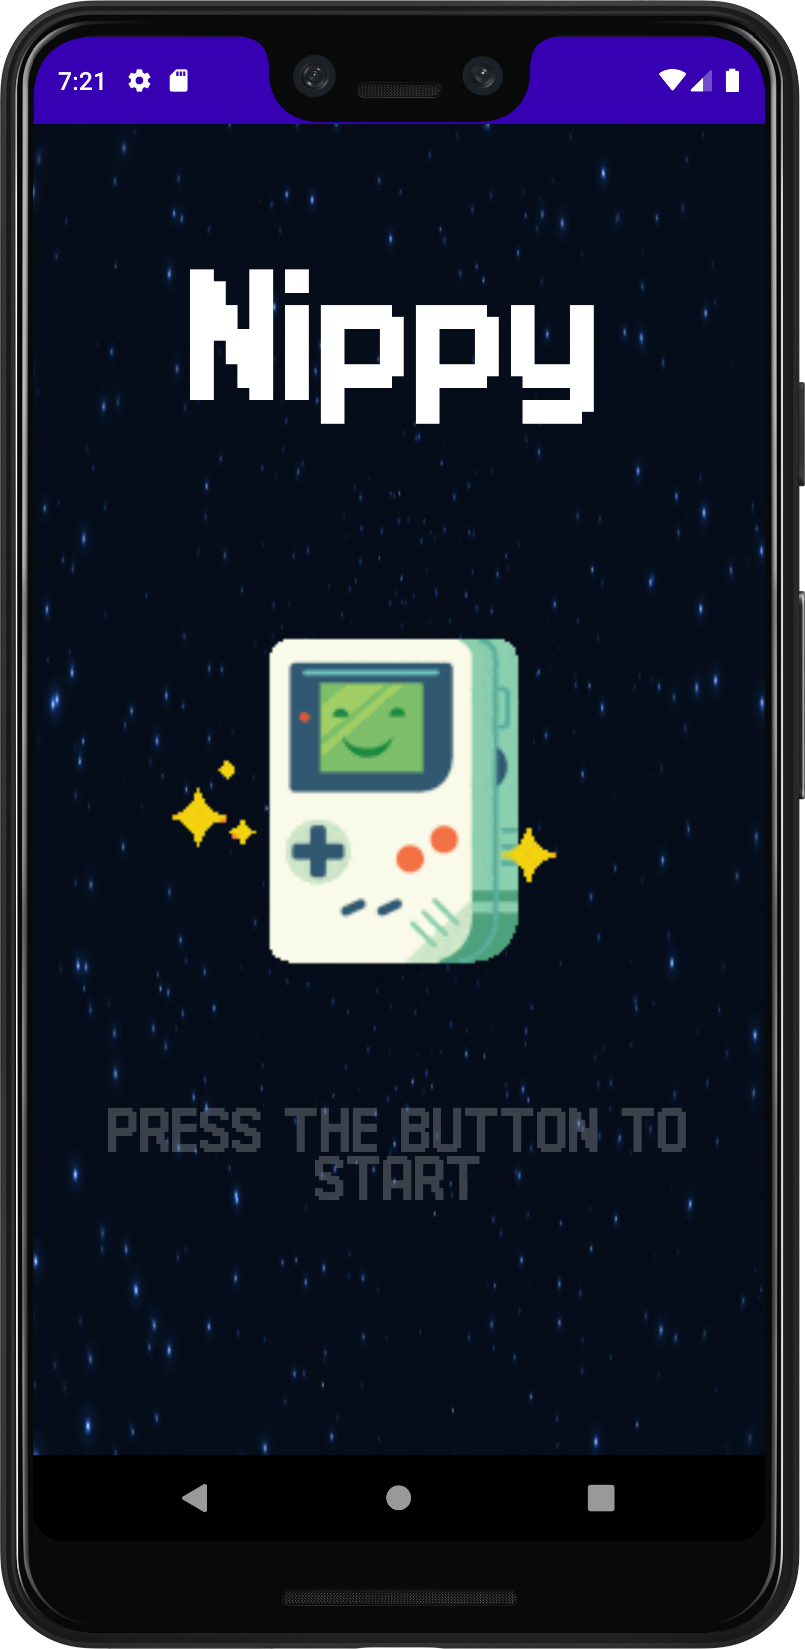 7:21
Nippy
PRESS THE BUTTON TO
START